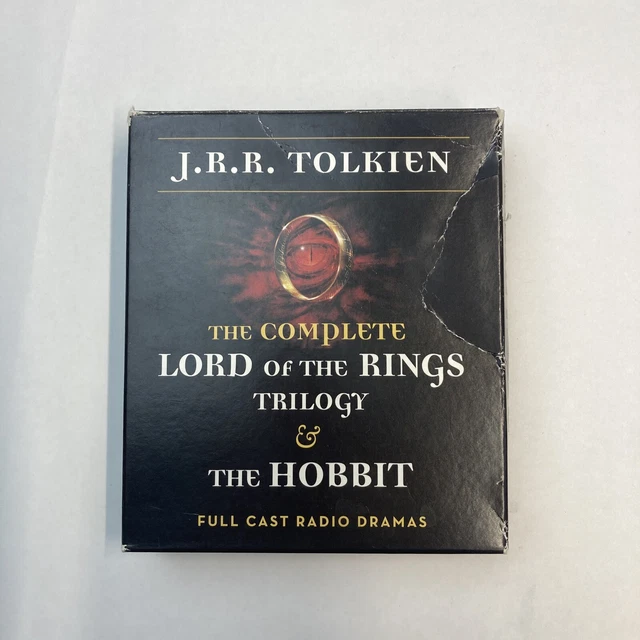 J.R.R. TOLKIEN
THE COMPLETE
LORD OF THE RINGS
TRILOGY
&
THE HOBBIT
FULL CAST RADIO DRAMAS